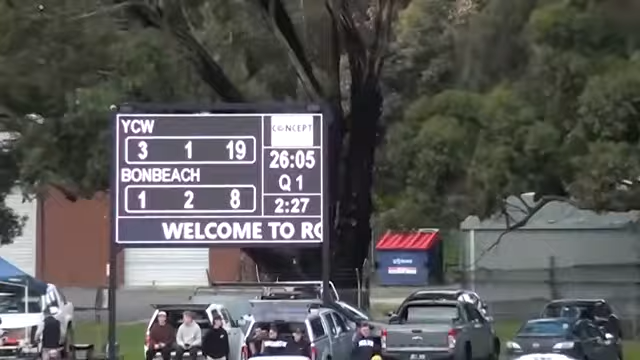 YCW
CONCEPT
3 1 19
26:05
BONBEACH
Q 1
1 2 8
2:27
WELCOME TO RO